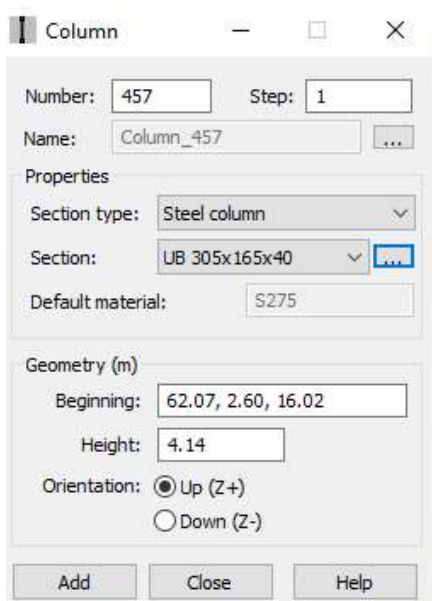 Column
Number: 457 Step: 1
Name: Column_457 ...
Properties
Section type: Steel column
Section: UB 305x165x40 ...
Default material: S275
Geometry (m)
Beginning: 62.07, 2.60, 16.02
Height: 4.14
Orientation: Up (Z+)
Down (Z-)
Add Close Help